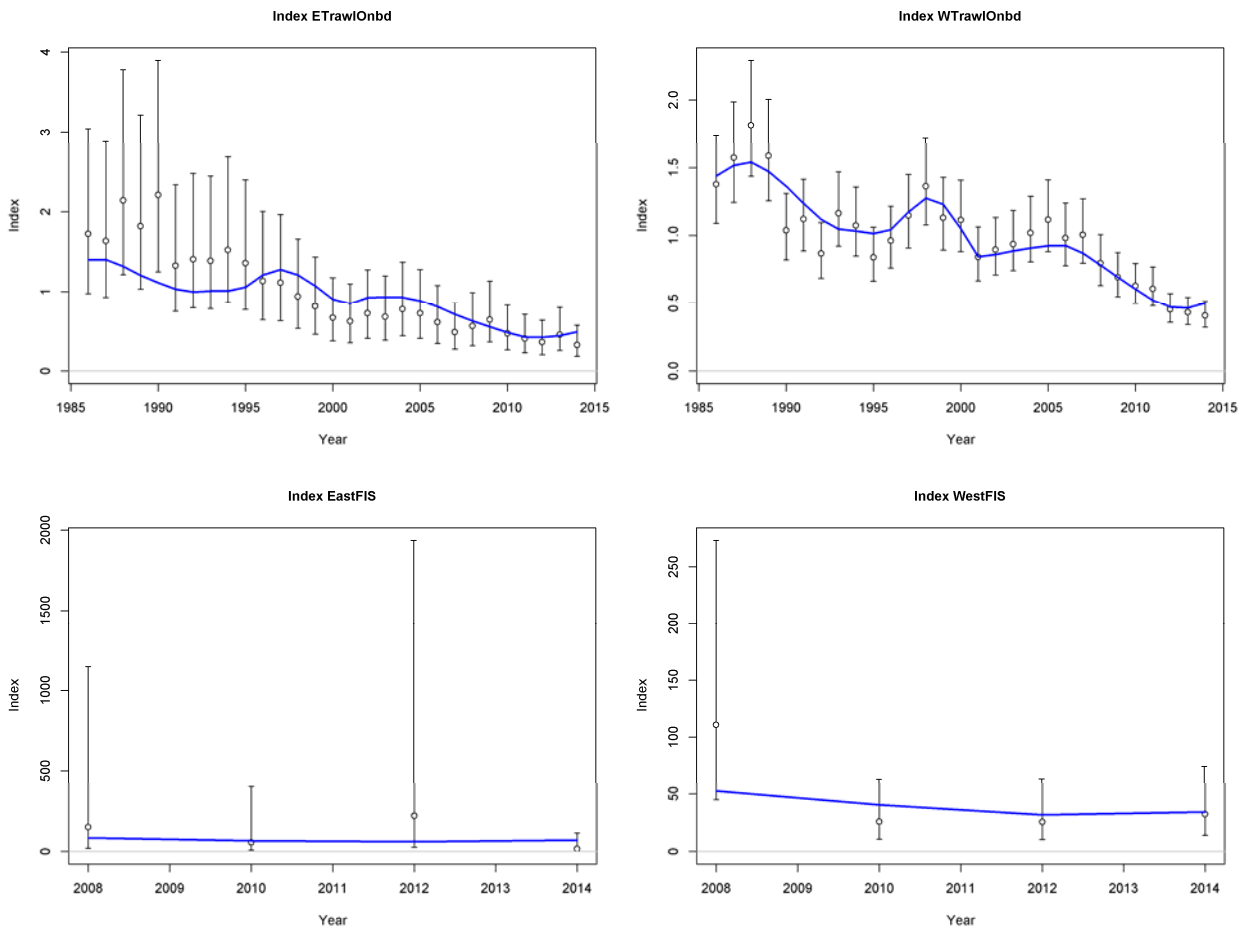 Index ETrawlOnbd
4
3
2
1
0
Index
1985 1990 1995 2000 2005 2010 2015
Year
Index WTrawlOnbd
2.0
1.5
1.0
0.5
0.0
Index
1985 1990 1995 2000 2005 2010 2015
Year
Index EastFIS
2000
1500
1000
500
0
Index
2008 2009 2010 2011 2012 2013 2014
Year
Index WestFIS
250
200
150
100
50
0
Index
2008 2009 2010 2011 2012 2013 2014
Year